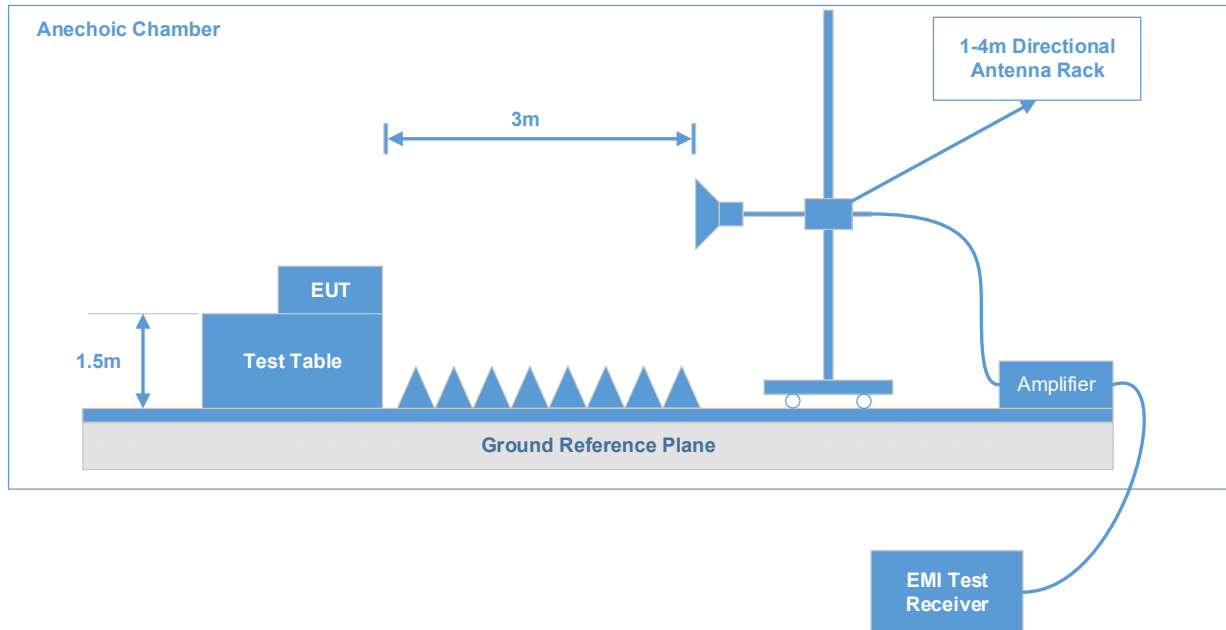 Anechoic Chamber
1-4m Directional
Antenna Rack
3m
EUT
1.5m
Test Table
Amplifier
Ground Reference Plane
EMI Test
Receiver